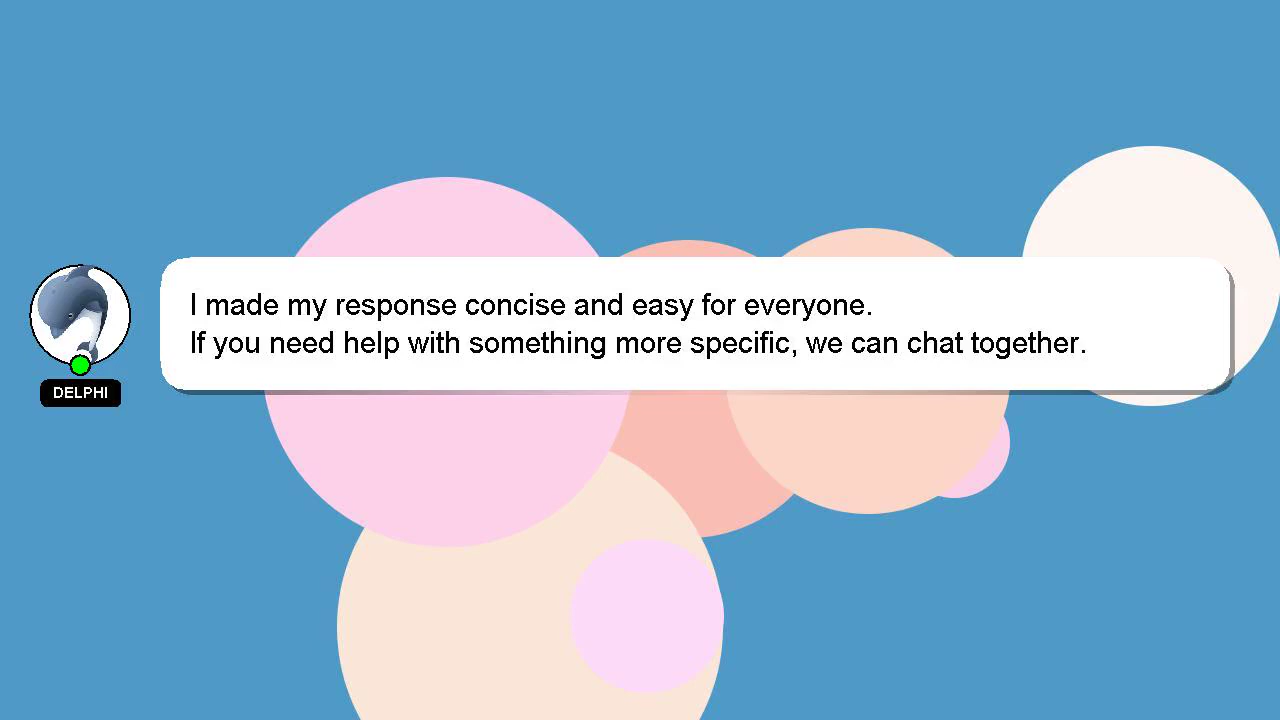 I made my response concise and easy for everyone.
If you need help with something more specific, we can chat together.
DELPHI